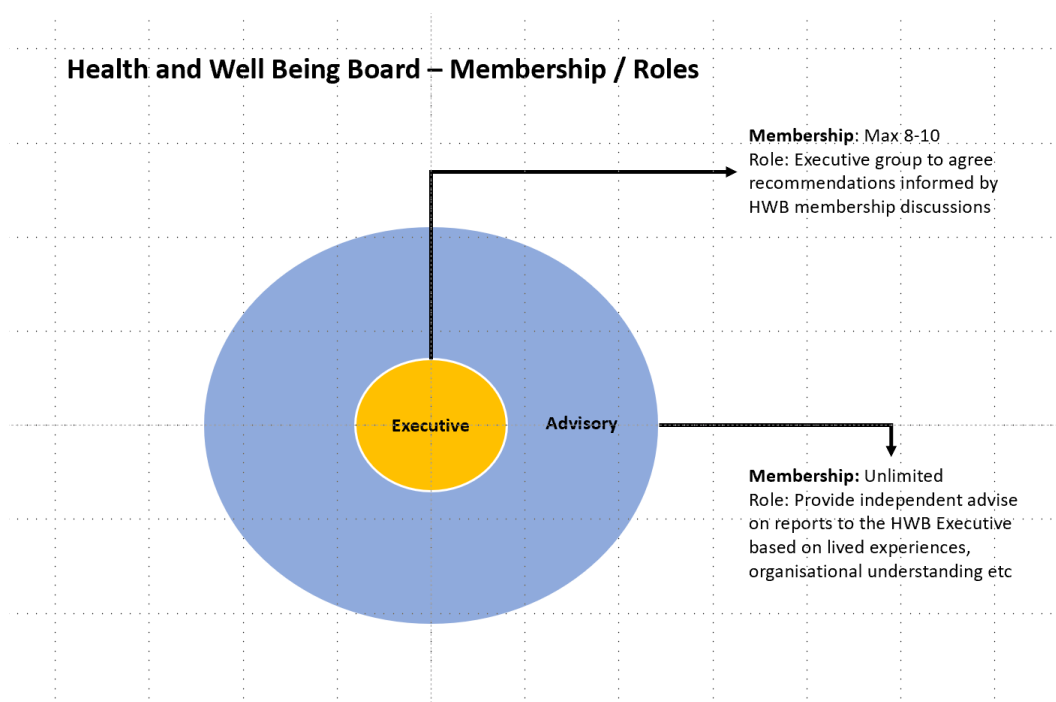 Health and Well Being Board – Membership / Roles
Membership: Max 8-10
Role: Executive group to agree
recommendations informed by
HWB membership discussions
Executive
Advisory
Membership: Unlimited
Role: Provide independent advise
on reports to the HWB Executive
based on lived experiences,
organisational understanding etc